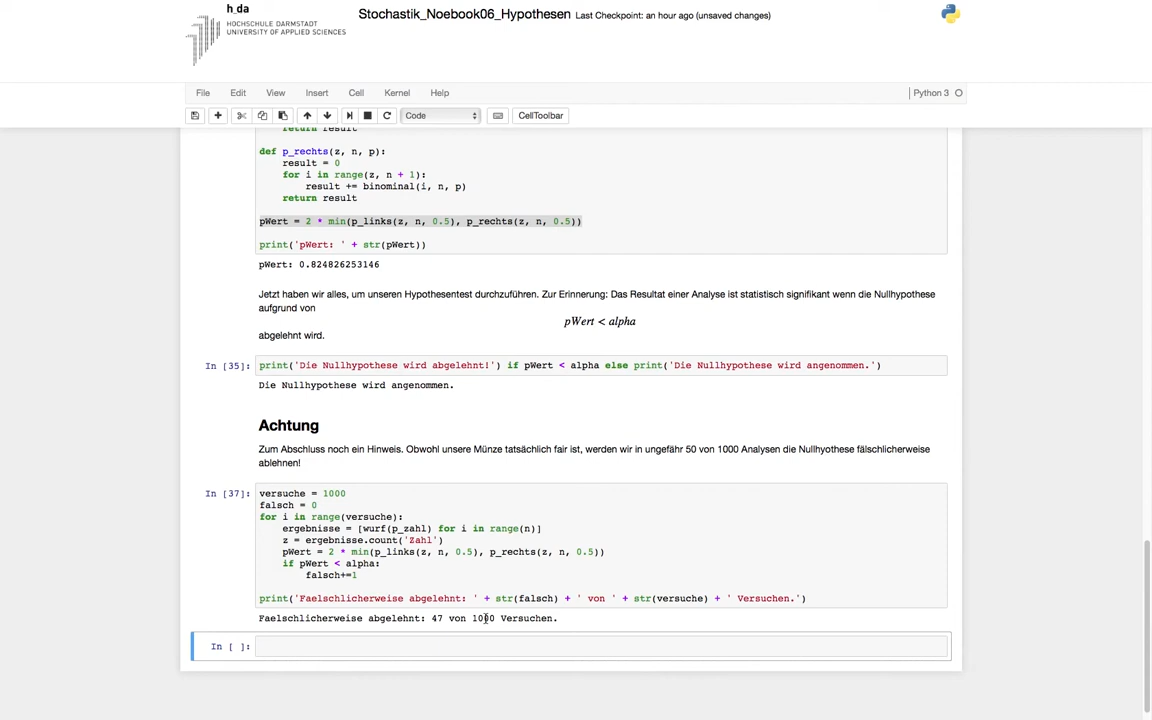 h_da
HOCHSCHULE DARMSTADT
UNIVERSITY OF APPLIED SCIENCES
Stochastik_Noebook06_Hypothesen Last Checkpoint: an hour ago (unsaved changes)
File Edit View Insert Cell Kernel Help Python 3
Code CellToolbar
return result
def p_rechts(z, n, p):
    result = 0
    for i in range(z, n + 1):
        result += binomial(i, n, p)
    return result
pWert = 2 * min(p_links(z, n, 0.5), p_rechts(z, n, 0.5))
print('pWert: ' + str(pWert))
pWert: 0.824826253146
Jetzt haben wir alles, um unseren Hypothesentest durchzuführen. Zur Erinnerung: Das Resultat einer Analyse ist statistisch signifikant wenn die Nullhypothese
aufgrund von
pWert < alpha
abgelehnt wird.
In [35]: print('Die Nullhypothese wird abgelehnt!') if pWert < alpha else print('Die Nullhypothese wird angenommen.')
Die Nullhypothese wird angenommen.
Achtung
Zum Abschluss noch ein Hinweis. Obwohl unsere Münze tatsächlich fair ist, werden wir in ungefähr 50 von 1000 Analysen die Nullhyothese fälschlicherweise
ablehnen!
In [37]: versuche = 1000
falsch = 0
for i in range(versuche):
    ergebnisse = [wurf(p_zahl) for i in range(n)]
    z = ergebnisse.count('Zahl')
    pWert = 2 * min(p_links(z, n, 0.5), p_rechts(z, n, 0.5))
    if pWert < alpha:
        falsch+=1
print('Faelschlicherweise abgelehnt: ' + str(falsch) + ' von ' + str(versuche) + ' Versuchen.')
Faelschlicherweise abgelehnt: 47 von 1000 Versuchen.
In [ ]: